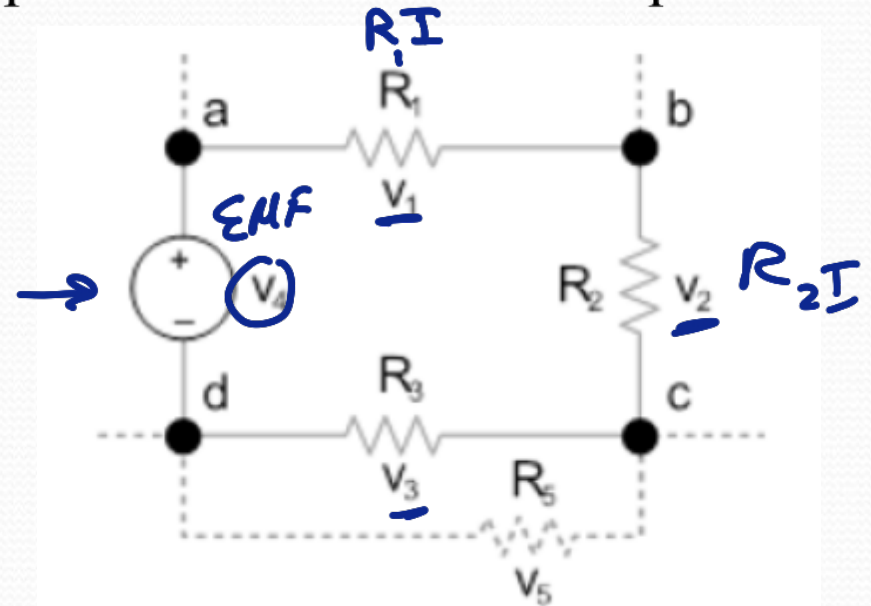 R₁I
R₁
a
b
v₁
EMF
+
v₄
−
R₂
v₂
R₂I
d
R₃
c
v₃
R₅
v₅